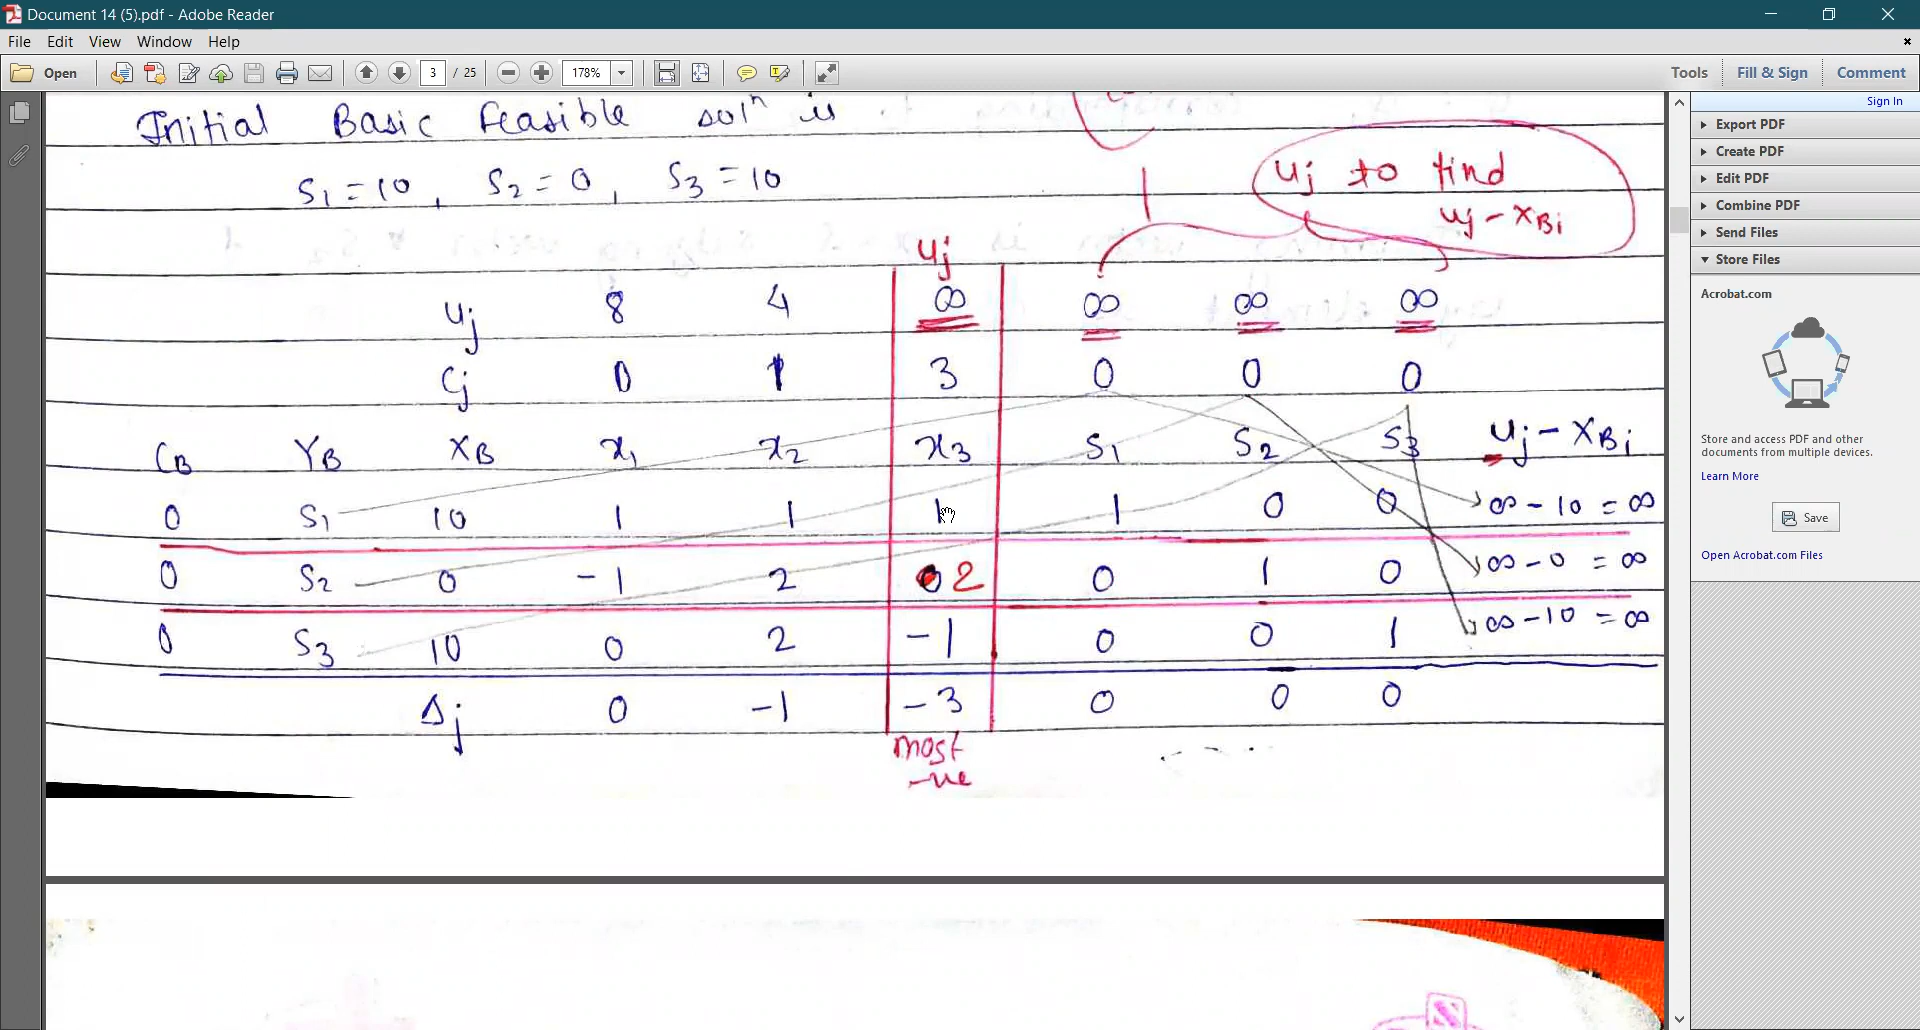 Document 14 (5).pdf - Adobe Reader
File Edit View Window Help
Open 3 / 25 178% Tools Fill & Sign Comment
Sign In
Export PDF
Create PDF
Edit PDF
Combine PDF
Send Files
Store Files
Acrobat.com
Store and access PDF and other
documents from multiple devices.
Learn More
Save
Open Acrobat.com Files
Initial Basic Feasible solⁿ is
S₁ = 10, S₂ = 0, S₃ = 10
uj to find
uj - XBi
uj
uj 8 4 ∞ ∞ ∞ ∞
Cj 0 1 3 0 0 0
CB YB XB x₁ x₂ x₃ S₁ S₂ S₃ uj - XBi
0 S₁ 10 1 1 1 1 0 0 ∞ - 10 = ∞
0 S₂ 0 -1 2 2 0 1 0 ∞ - 0 = ∞
0 S₃ 10 0 2 -1 0 0 1 ∞ - 10 = ∞
Δj 0 -1 -3 0 0 0
most
-ve